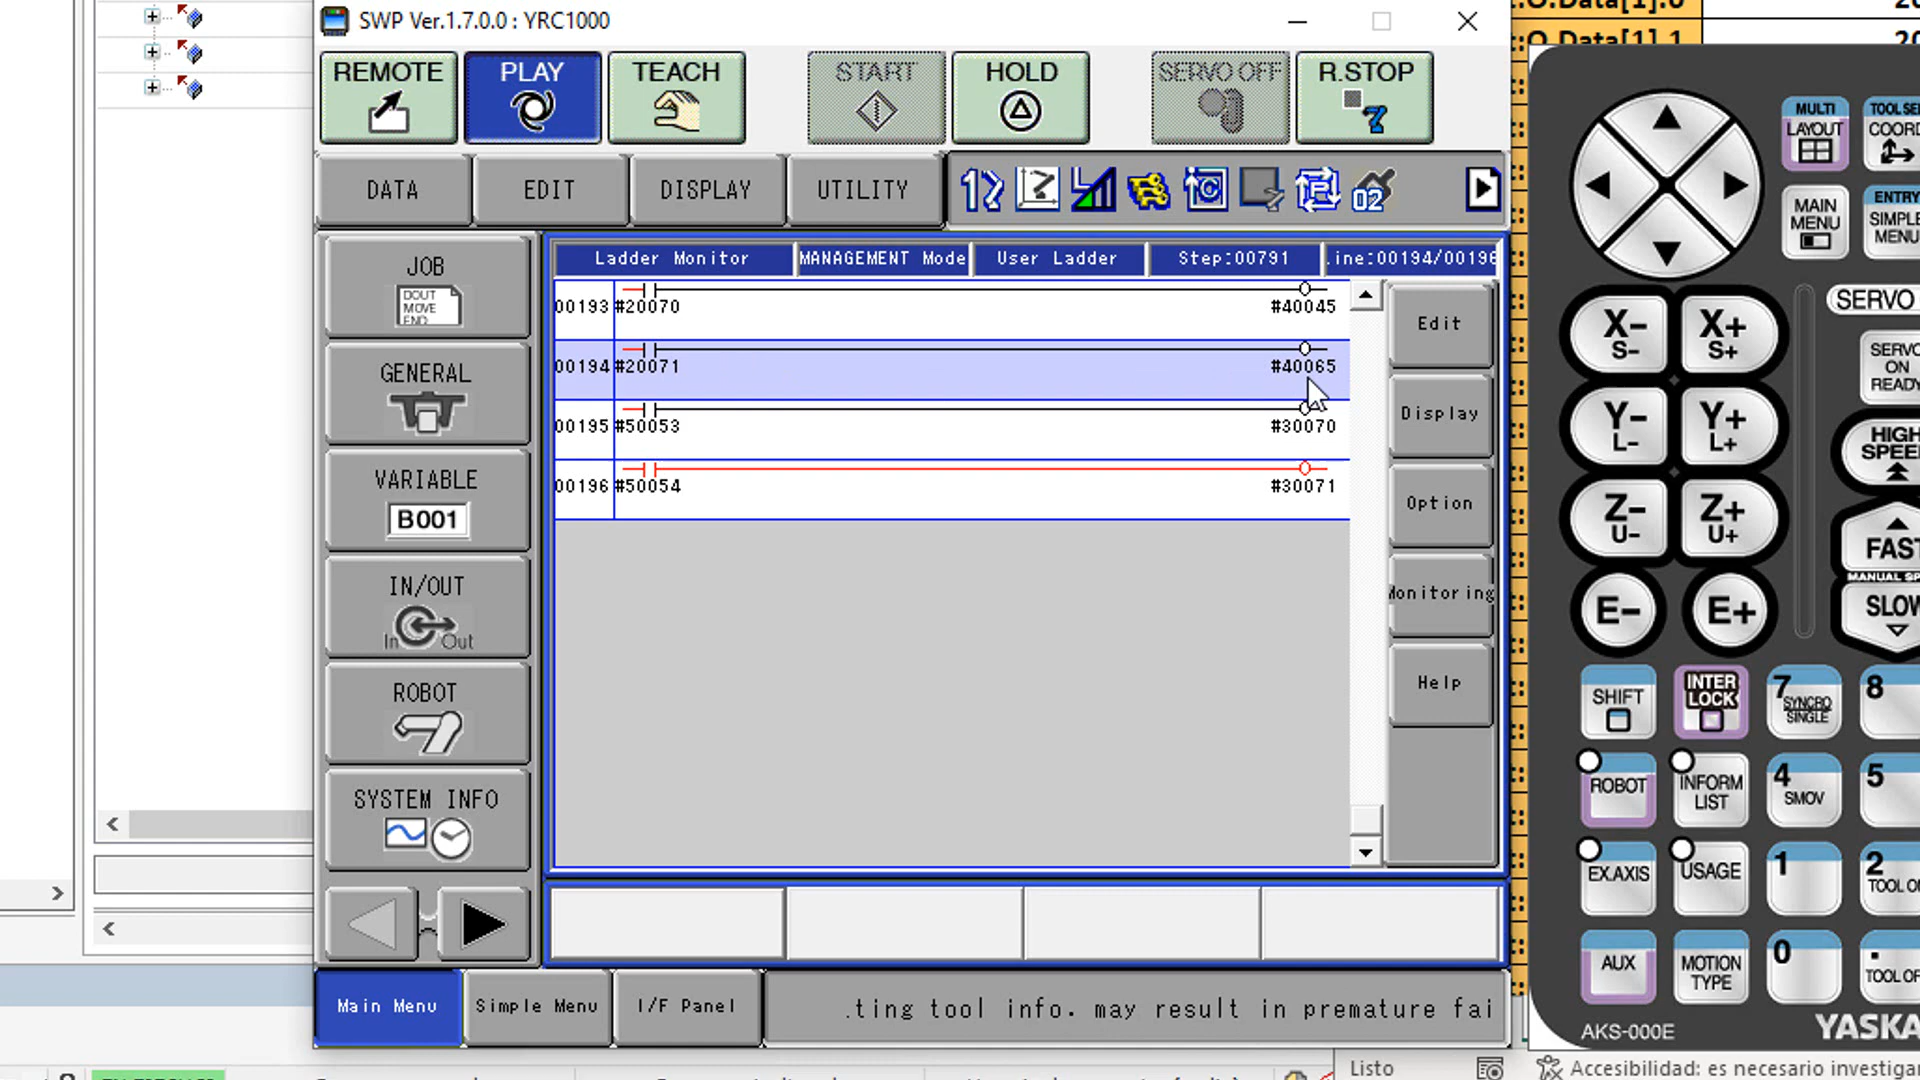 SWP Ver.1.7.0.0 : YRC1000
O.Data[1].1
REMOTE
PLAY
TEACH
START
HOLD
SERVO OFF
R.STOP
DATA
EDIT
DISPLAY
UTILITY
02
JOB
DOUT
MOVE
END
GENERAL
VARIABLE
B001
IN/OUT
In Out
ROBOT
SYSTEM INFO
Ladder Monitor
MANAGEMENT Mode
User Ladder
Step:00791
.ine:00194/00196
00193 #20070 #40045
00194 #20071 #40065
00195 #50053 #30070
00196 #50054 #30071
Edit
Display
Option
Monitoring
Help
Main Menu
Simple Menu
I/F Panel
.ting tool info. may result in premature fai
MULTI
LAYOUT
TOOL SE
COORD
MAIN
MENU
ENTRY
SIMPLE
MENU
SERVO
X-
S-
X+
S+
SERVO
ON
READY
Y-
L-
Y+
L+
HIGH
SPEED
Z-
U-
Z+
U+
FAST
MANUAL SP
SLOW
E-
E+
SHIFT
INTER
LOCK
7
SYNCRO
SINGLE
8
ROBOT
INFORM
LIST
4
SMOV
5
EX.AXIS
USAGE
1
2
TOOL ON
AUX
MOTION
TYPE
0
.
TOOL OF
AKS-000E
YASKA
Listo
Accesibilidad: es necesario investigar